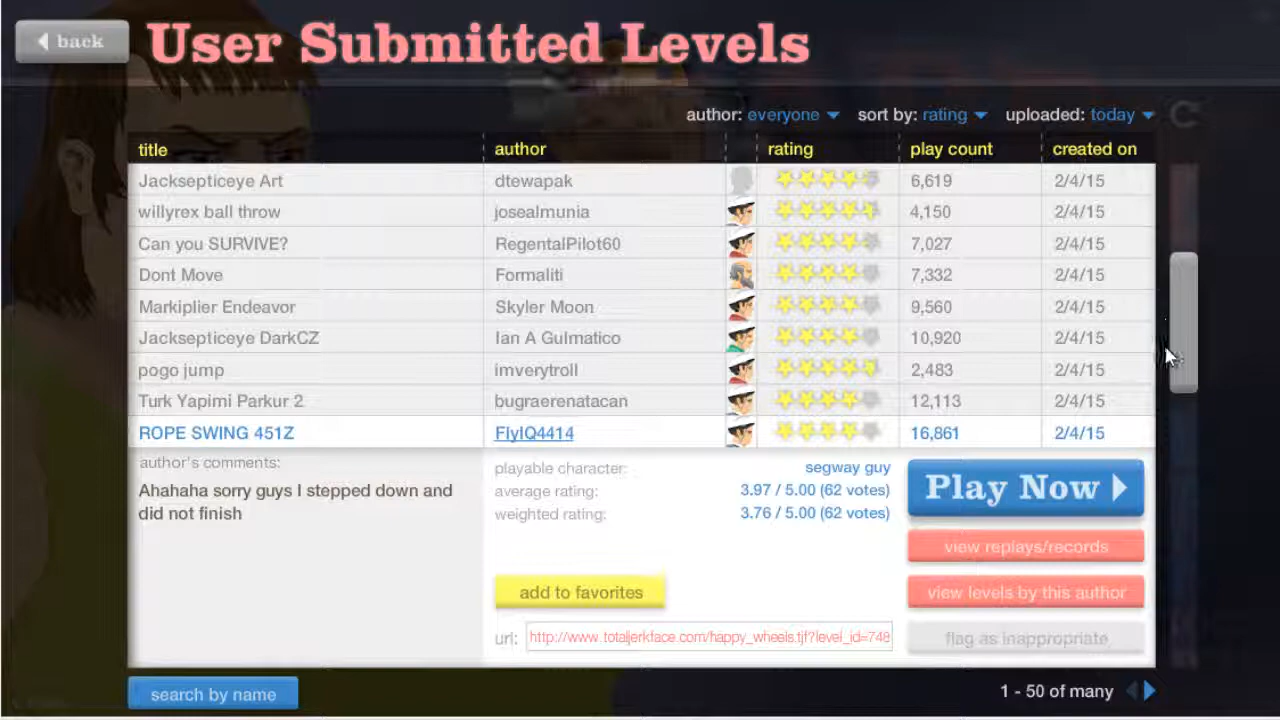 back
User Submitted Levels
author: everyone sort by: rating uploaded: today
title author rating play count created on
Jacksepticeye Art dtewapak 6,619 2/4/15
willyrex ball throw josealmunia 4,150 2/4/15
Can you SURVIVE? RegentalPilot60 7,027 2/4/15
Dont Move Formaliti 7,332 2/4/15
Markiplier Endeavor Skyler Moon 9,560 2/4/15
Jacksepticeye DarkCZ Ian A Gulmatico 10,920 2/4/15
pogo jump imverytroll 2,483 2/4/15
Turk Yapimi Parkur 2 bugraerenatacan 12,113 2/4/15
ROPE SWING 451Z FlyIQ4414 16,861 2/4/15
author's comments:
Ahahaha sorry guys I stepped down and
did not finish
playable character: segway guy
average rating: 3.97 / 5.00 (62 votes)
weighted rating: 3.76 / 5.00 (62 votes)
Play Now
view replays/records
add to favorites
view levels by this author
url: http://www.totaljerkface.com/happy_wheels.tjf?level_id=748
flag as inappropriate
search by name
1 - 50 of many